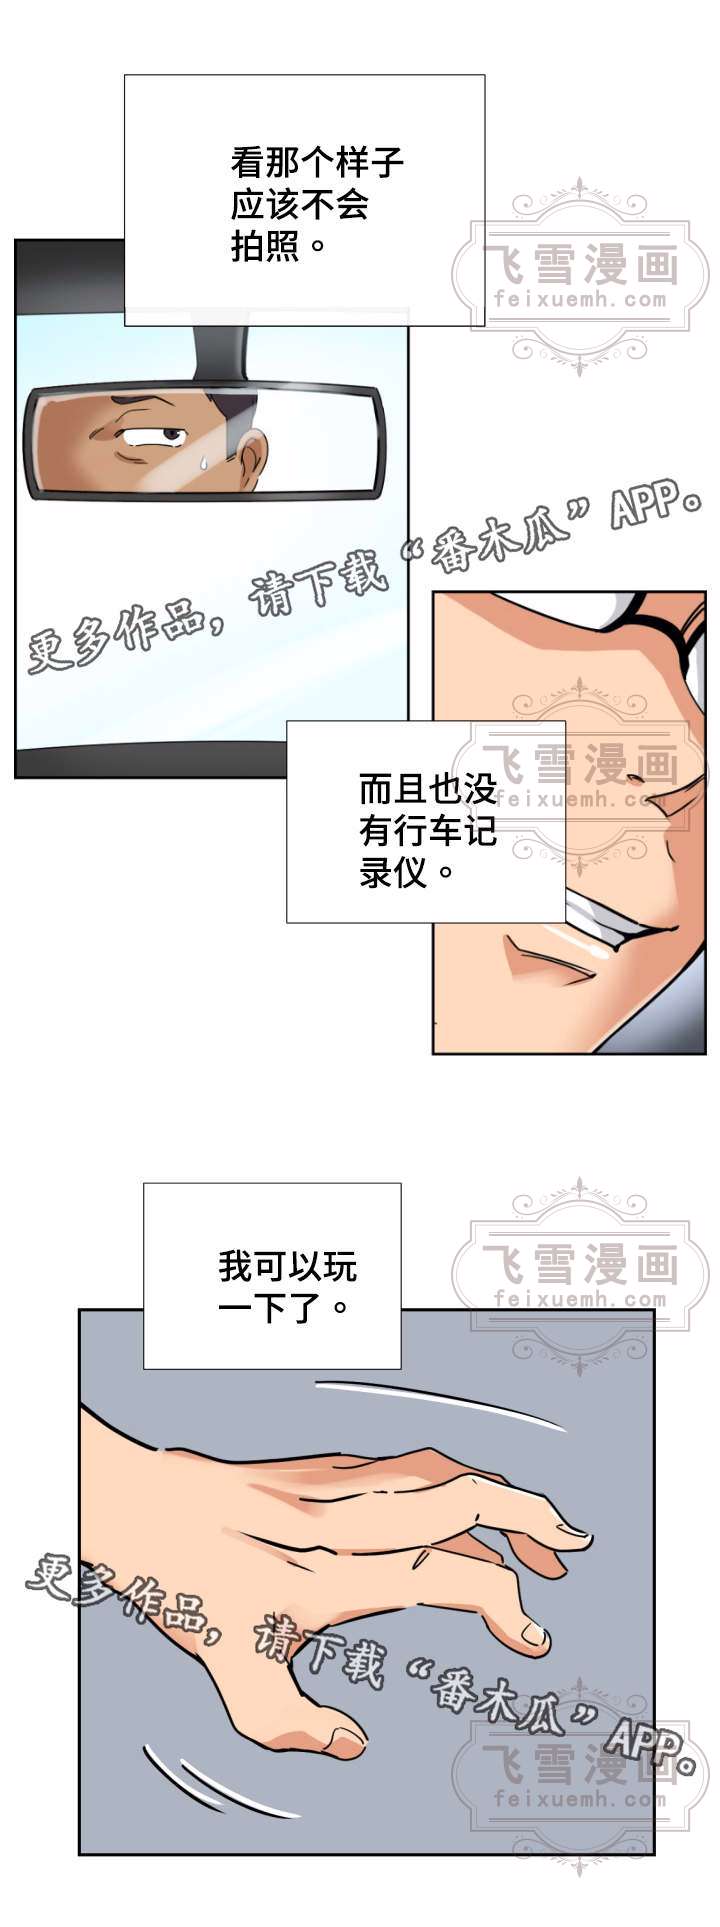 看那个样子
应该不会
拍照。
飞雪漫画
feixuemh.com
更多作品，请下载“番木瓜”APP。
飞雪漫画
feixuemh.com
而且也没
有行车记
录仪。
飞雪漫画
feixuemh.com
我可以玩
一下了。
更多作品，请下载“番木瓜”APP。
飞雪漫画
feixuemh.com